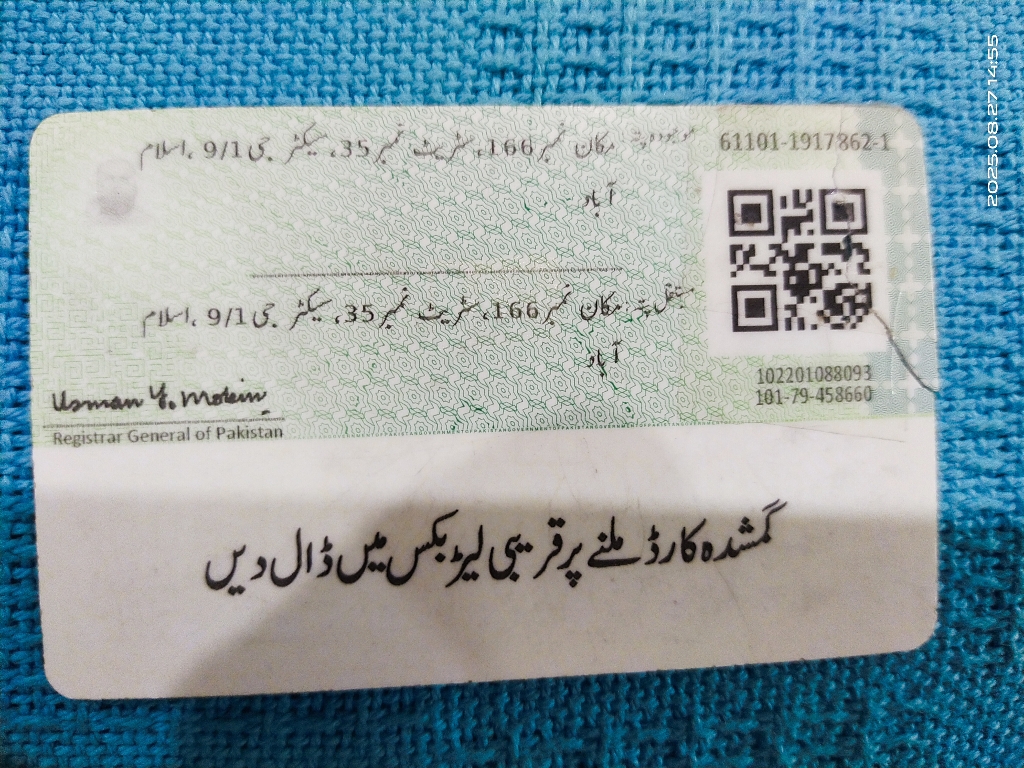 61101-1917862-1
موجودہ پتہ: مکان نمبر 166، سٹریٹ نمبر 35، سیکٹر جی 9/1، اسلام
آباد
مستقل پتہ: مکان نمبر 166، سٹریٹ نمبر 35، سیکٹر جی 9/1، اسلام
آباد
102201088093
101-79-458660
Usman Y. Mobin
Registrar General of Pakistan
گمشدہ کارڈ ملنے پر قریبی لیٹر بکس میں ڈال دیں
2025.08.27 14:55